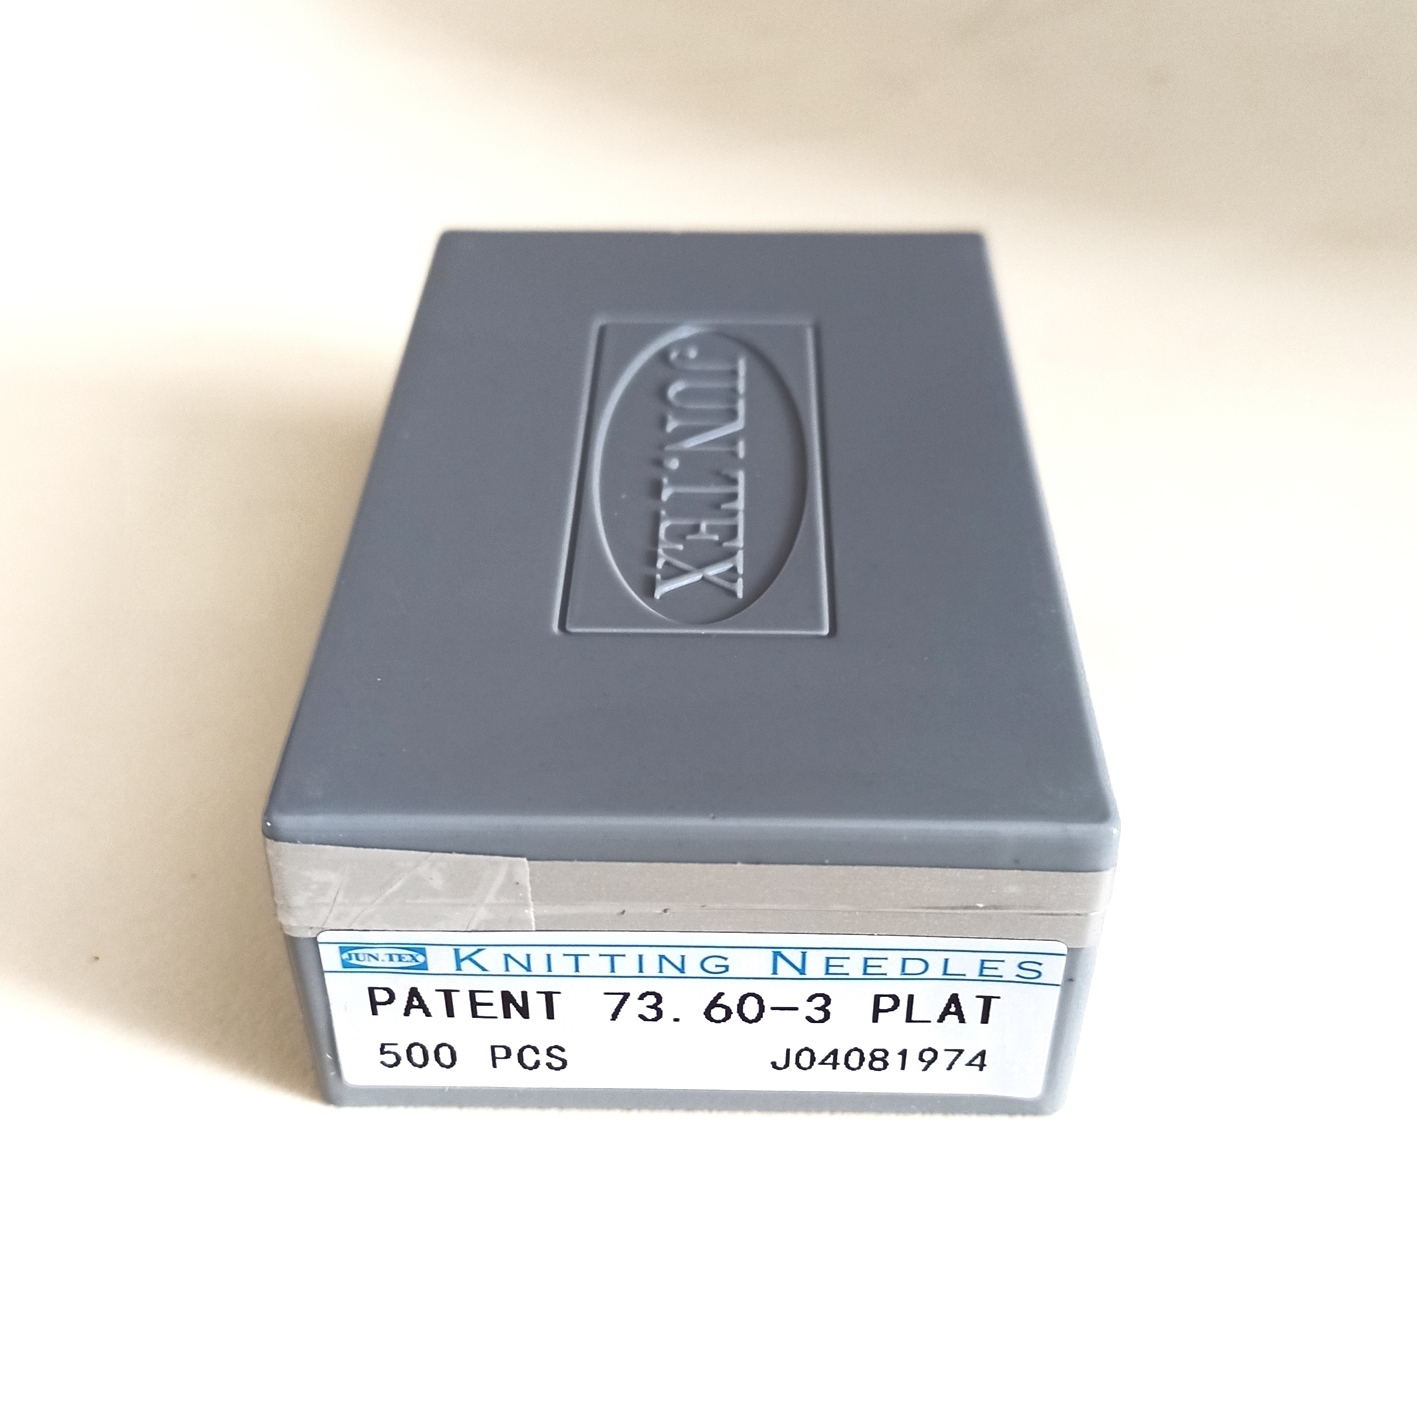 JUN.TEX
JUN.TEX KNITTING NEEDLES
PATENT 73.60-3 PLAT
500 PCS J04081974